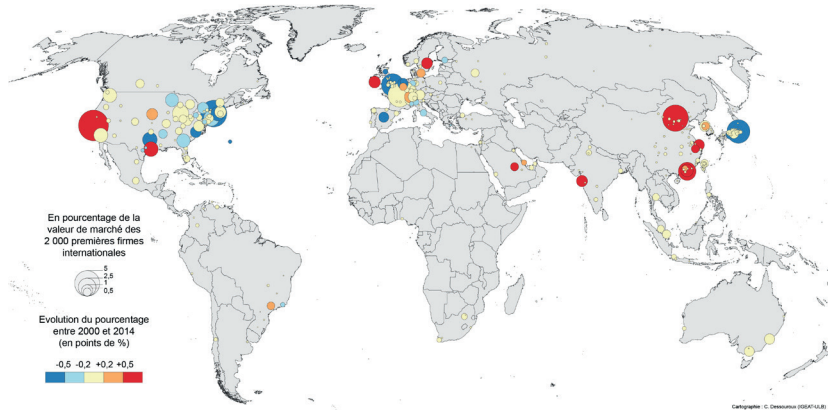 En pourcentage de la
valeur de marché des
2 000 premières firmes
internationales
5
2,5
1
0,5
Evolution du pourcentage
entre 2000 et 2014
(en points de %)
-0,5 -0,2 +0.2 +0,5
Cartographie : C. Dessouroux (IGEAT-ULB)